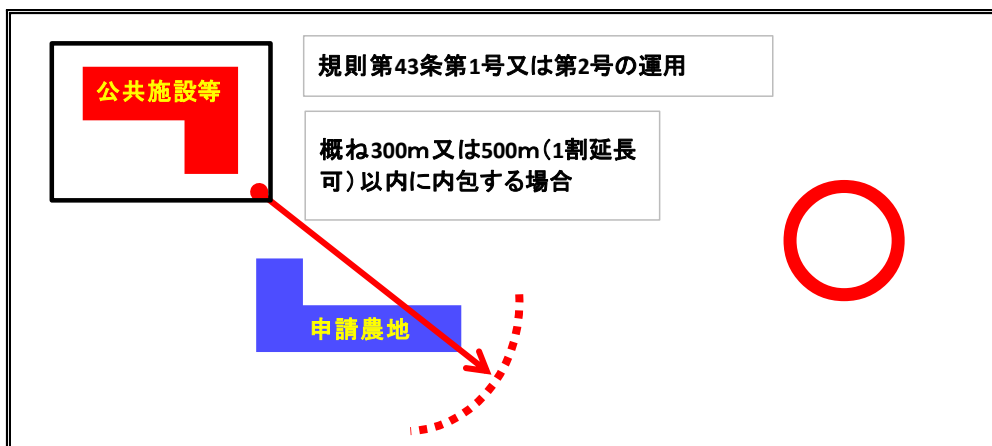 公共施設等
規則第43条第1号又は第2号の運用
概ね300m又は500m(1割延長
可)以内に内包する場合
申請農地